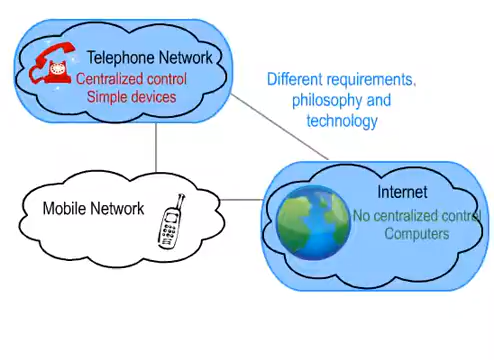 Telephone Network
Centralized control
Simple devices
Different requirements,
philosophy and
technology
Mobile Network
Internet
No centralized control
Computers